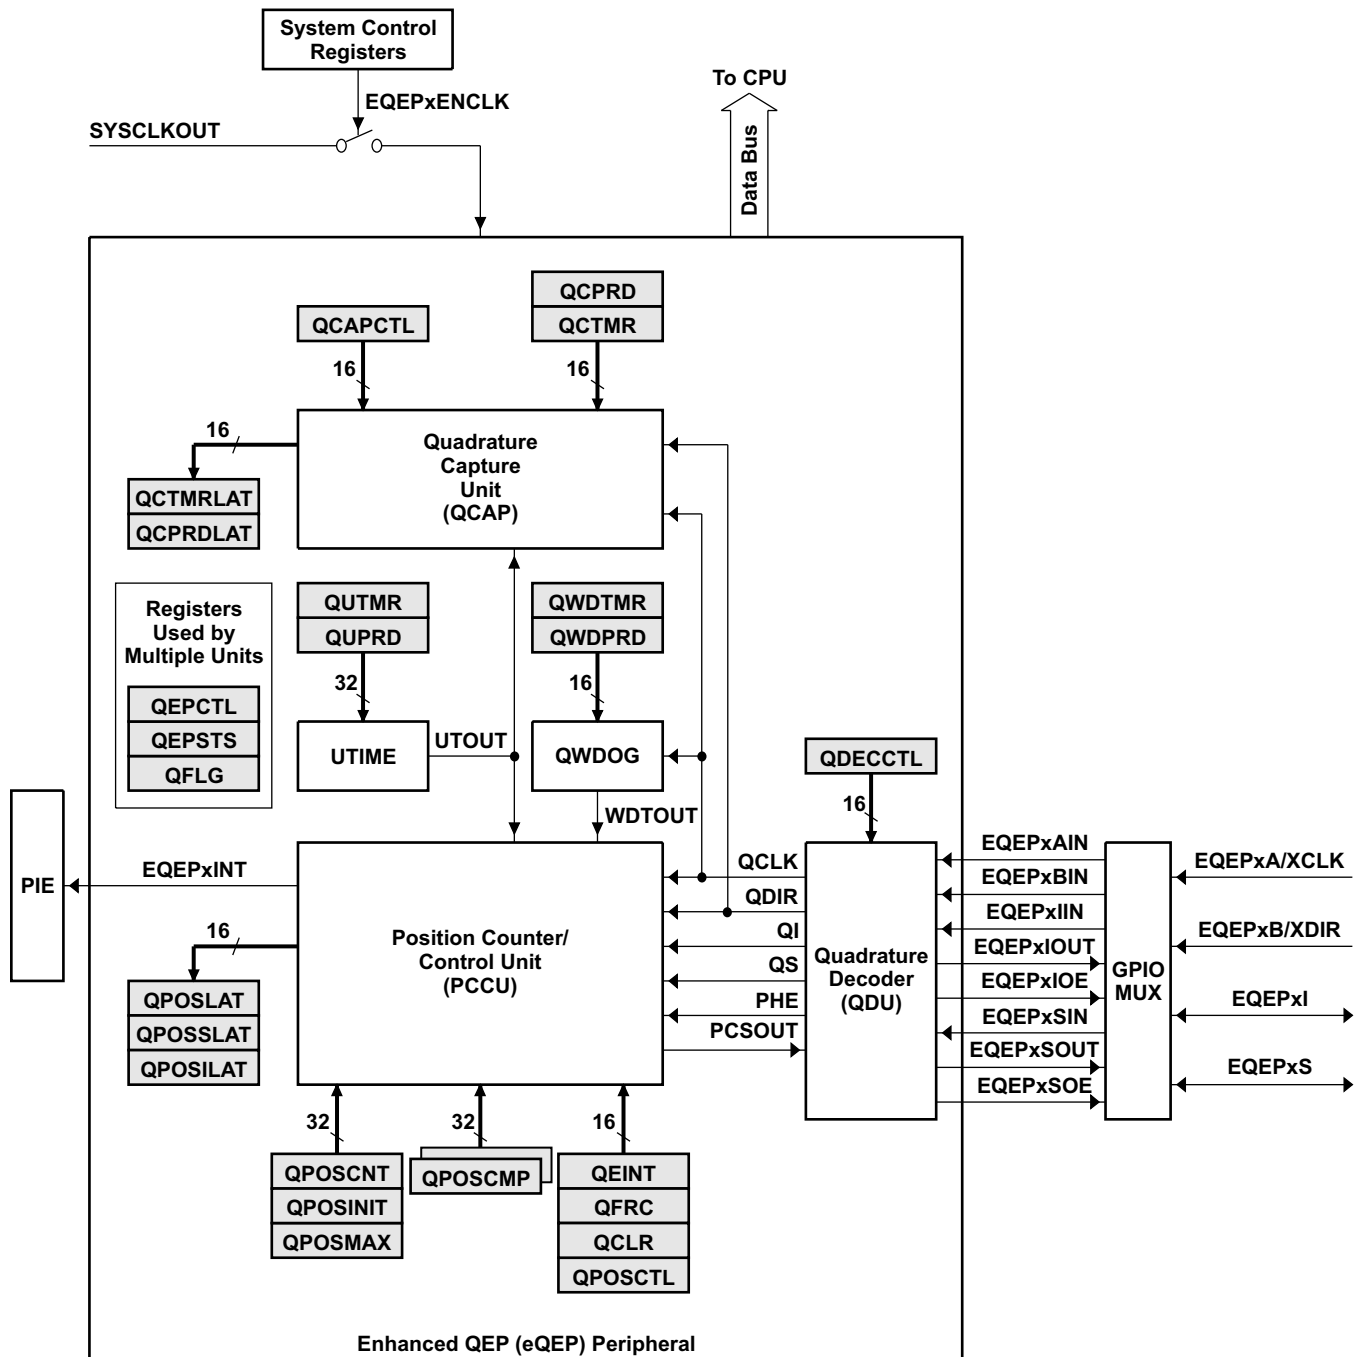 System Control
Registers
To CPU
EQEPxENCLK
SYSCLKOUT
Data Bus
QCPRD
QCAPCTL
QCTMR
16
16
16
Quadrature
Capture
Unit
(QCAP)
QCTMRLAT
QCPRDLAT
Registers
Used by
Multiple Units
QEPCTL
QEPSTS
QFLG
QUTMR
QUPRD
QWDTMR
QWDPRD
32
16
UTIME
UTOUT
QWDOG
WDTOUT
QDECCTL
16
PIE
EQEPxINT
16
Position Counter/
Control Unit
(PCCU)
QPOSLAT
QPOSSLAT
QPOSILAT
QCLK
QDIR
QI
QS
PHE
PCSOUT
Quadrature
Decoder
(QDU)
EQEPxAIN
EQEPxBIN
EQEPxIIN
EQEPxIOUT
EQEPxIOE
EQEPxSIN
EQEPxSOUT
EQEPxSOE
GPIO
MUX
EQEPxA/XCLK
EQEPxB/XDIR
EQEPxI
EQEPxS
32
32
16
QPOSCNT
QPOSINIT
QPOSMAX
QPOSCMP
QEINT
QFRC
QCLR
QPOSCTL
Enhanced QEP (eQEP) Peripheral